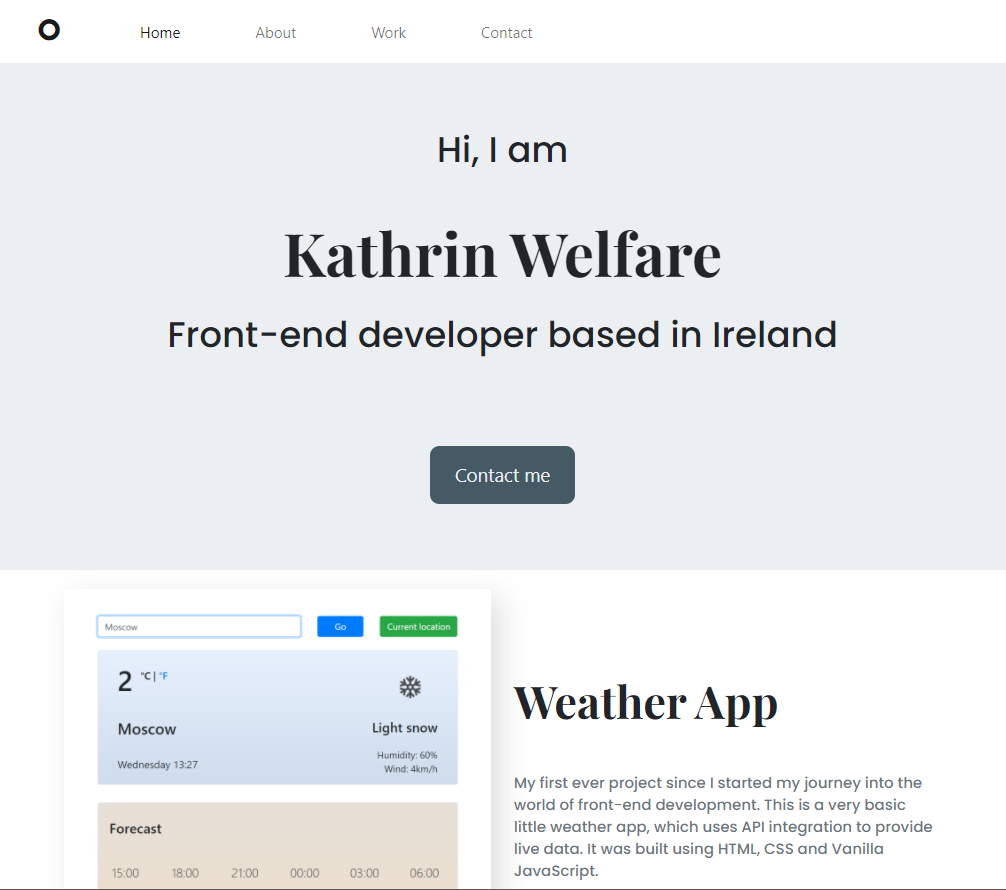 Home About Work Contact
Hi, I am
Kathrin Welfare
Front-end developer based in Ireland
Contact me
Moscow Go Current location
2 °C | °F
Moscow Light snow
Humidity: 60%
Wednesday 13:27
Wind: 4km/h
Forecast
15:00 18:00 21:00 00:00 03:00 06:00
Weather App
My first ever project since I started my journey into the
world of front-end development. This is a very basic
little weather app, which uses API integration to provide
live data. It was built using HTML, CSS and Vanilla
JavaScript.